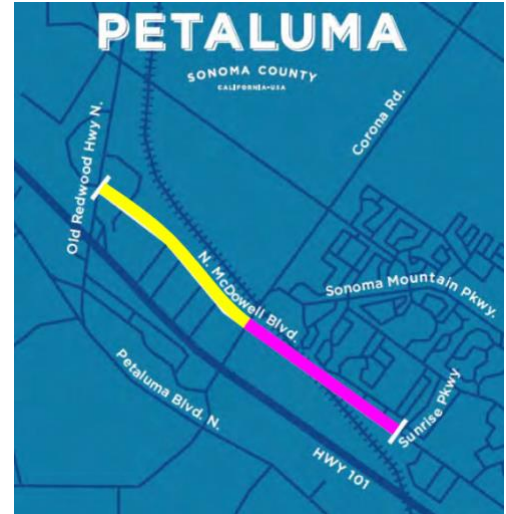 PETALUMA
SONOMA COUNTY
CALIFORNIA•USA
Corona Rd.
Old Redwood Hwy N.
N. McDowell Blvd.
Sonoma Mountain Pkwy.
Petaluma Blvd. N.
Sunrise Pkwy
HWY 101